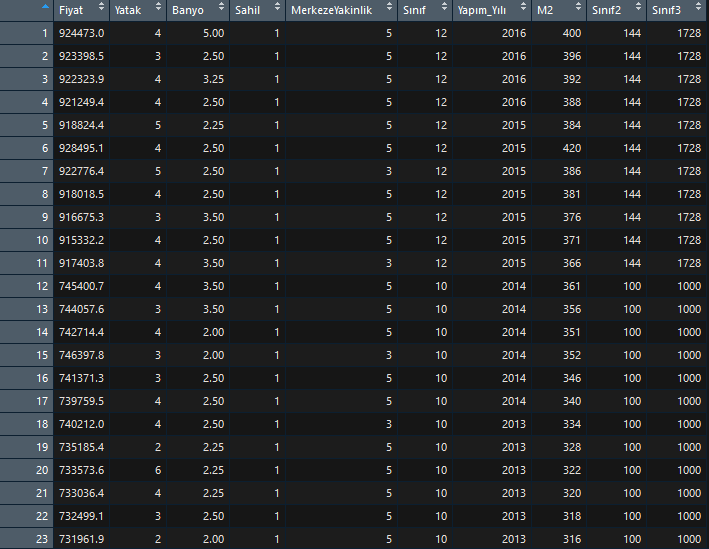 Fiyat Yatak Banyo Sahil MerkezeYakinlik Sınıf Yapım_Yılı M2 Sınıf2 Sınıf3
1 924473.0 4 5.00 1 5 12 2016 400 144 1728
2 923398.5 3 2.50 1 5 12 2016 396 144 1728
3 922323.9 4 3.25 1 5 12 2016 392 144 1728
4 921249.4 4 2.50 1 5 12 2016 388 144 1728
5 918824.4 5 2.25 1 5 12 2015 384 144 1728
6 928495.1 4 2.50 1 5 12 2015 420 144 1728
7 922776.4 5 2.50 1 3 12 2015 386 144 1728
8 918018.5 4 2.50 1 5 12 2015 381 144 1728
9 916675.3 3 3.50 1 5 12 2015 376 144 1728
10 915332.2 4 2.50 1 5 12 2015 371 144 1728
11 917403.8 4 3.50 1 3 12 2015 366 144 1728
12 745400.7 4 3.50 1 5 10 2014 361 100 1000
13 744057.6 3 3.50 1 5 10 2014 356 100 1000
14 742714.4 4 2.00 1 5 10 2014 351 100 1000
15 746397.8 3 2.00 1 3 10 2014 352 100 1000
16 741371.3 3 2.50 1 5 10 2014 346 100 1000
17 739759.5 4 2.50 1 5 10 2014 340 100 1000
18 740212.0 4 2.50 1 3 10 2013 334 100 1000
19 735185.4 2 2.25 1 5 10 2013 328 100 1000
20 733573.6 6 2.25 1 5 10 2013 322 100 1000
21 733036.4 4 2.25 1 5 10 2013 320 100 1000
22 732499.1 3 2.50 1 5 10 2013 318 100 1000
23 731961.9 2 2.00 1 5 10 2013 316 100 1000